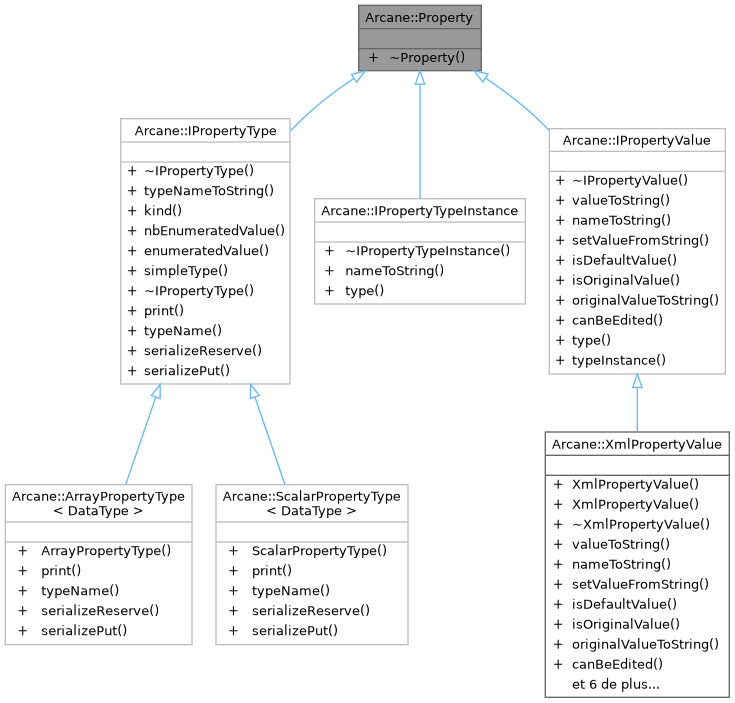 Arcane::Property
+ ~Property()
Arcane::IPropertyType
+ ~IPropertyType()
+ typeNameToString()
+ kind()
+ nbEnumeratedValue()
+ enumeratedValue()
+ simpleType()
+ ~IPropertyType()
+ print()
+ typeName()
+ serializeReserve()
+ serializePut()
Arcane::IPropertyTypeInstance
+ ~IPropertyTypeInstance()
+ nameToString()
+ type()
Arcane::IPropertyValue
+ ~IPropertyValue()
+ valueToString()
+ nameToString()
+ setValueFromString()
+ isDefaultValue()
+ isOriginalValue()
+ originalValueToString()
+ canBeEdited()
+ type()
+ typeInstance()
Arcane::ArrayPropertyType
< DataType >
+ ArrayPropertyType()
+ print()
+ typeName()
+ serializeReserve()
+ serializePut()
Arcane::ScalarPropertyType
< DataType >
+ ScalarPropertyType()
+ print()
+ typeName()
+ serializeReserve()
+ serializePut()
Arcane::XmlPropertyValue
+ XmlPropertyValue()
+ XmlPropertyValue()
+ ~XmlPropertyValue()
+ valueToString()
+ nameToString()
+ setValueFromString()
+ isDefaultValue()
+ isOriginalValue()
+ originalValueToString()
+ canBeEdited()
et 6 de plus...